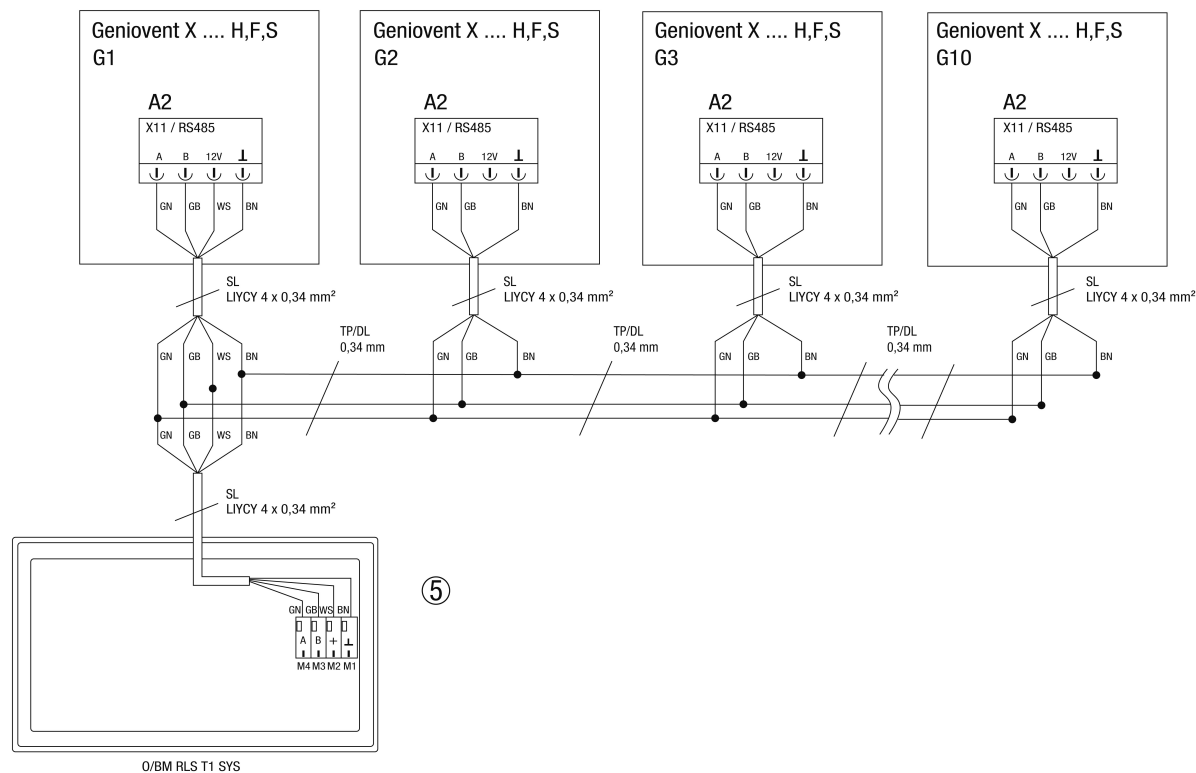 Geniovent X .... H,F,S
G1
A2
X11 / RS485
A B 12V ⊥
GN GB WS BN
SL
LIYCY 4 x 0,34 mm²
Geniovent X .... H,F,S
G2
A2
X11 / RS485
A B 12V ⊥
GN GB BN
SL
LIYCY 4 x 0,34 mm²
Geniovent X .... H,F,S
G3
A2
X11 / RS485
A B 12V ⊥
GN GB BN
SL
LIYCY 4 x 0,34 mm²
Geniovent X .... H,F,S
G10
A2
X11 / RS485
A B 12V ⊥
GN GB BN
SL
LIYCY 4 x 0,34 mm²
GN GB WS BN
TP/DL
0,34 mm
GN GB BN
TP/DL
0,34 mm
GN GB BN
TP/DL
0,34 mm
GN GB BN
GN GB WS BN
SL
LIYCY 4 x 0,34 mm²
⑤
GN GB WS BN
A B + ⊥
M4 M3 M2 M1
O/BM RLS T1 SYS